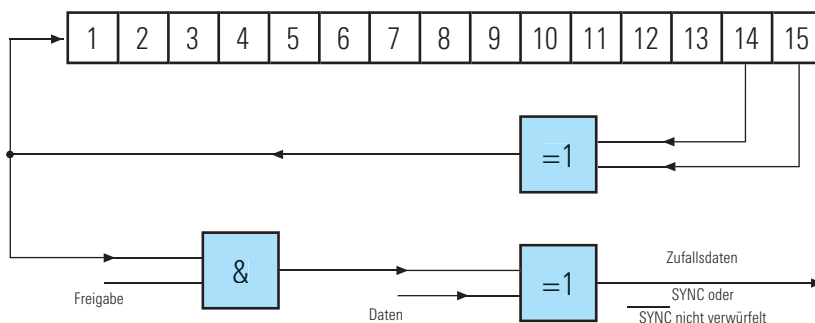 1 2 3 4 5 6 7 8 9 10 11 12 13 14 15
=1
&
Freigabe
Daten
=1
Zufallsdaten
SYNC oder
SYNC nicht verwürfelt